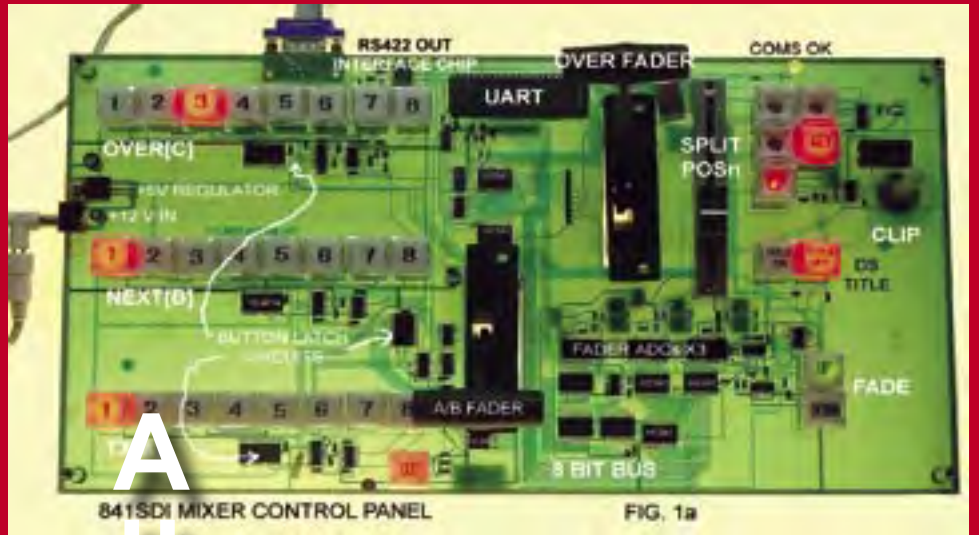 RS422 OUT
INTERFACE CHIP
OVER FADER
COMS OK
1 2 3 4 5 6 7 8
UART
OVER[C]
SPLIT
POSn
+5V REGULATOR
+12 V IN
CLIP
1 2 3 4 5 6 7 8
NEXT[B]
DS
TITLE
BUTTON LATCH
CIRCUITS
FADER ADCs X3
FADE
1 2 3 4 5 6 7 8
A/B FADER
A
8 BIT BUS
841SDI MIXER CONTROL PANEL
FIG. 1a